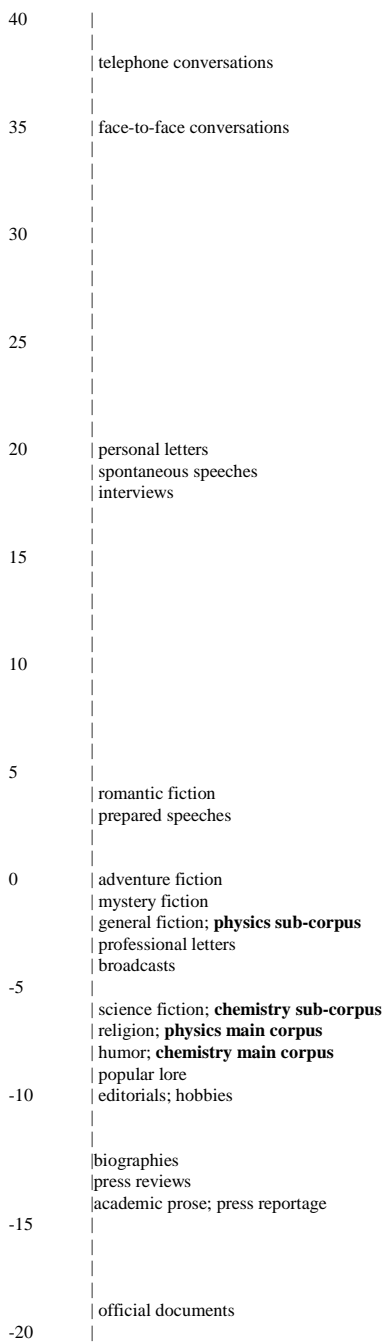 40 |
|
| telephone conversations
|
|
35 | face-to-face conversations
|
|
|
|
30 |
|
|
|
|
25 |
|
|
|
|
20 | personal letters
| spontaneous speeches
| interviews
|
|
15 |
|
|
|
|
10 |
|
|
|
|
5 |
| romantic fiction
| prepared speeches
|
|
0 | adventure fiction
| mystery fiction
| general fiction; physics sub-corpus
| professional letters
| broadcasts
-5 |
| science fiction; chemistry sub-corpus
| religion; physics main corpus
| humor; chemistry main corpus
| popular lore
-10 | editorials; hobbies
|
|
|biographies
|press reviews
|academic prose; press reportage
-15 |
|
|
|
| official documents
-20 |